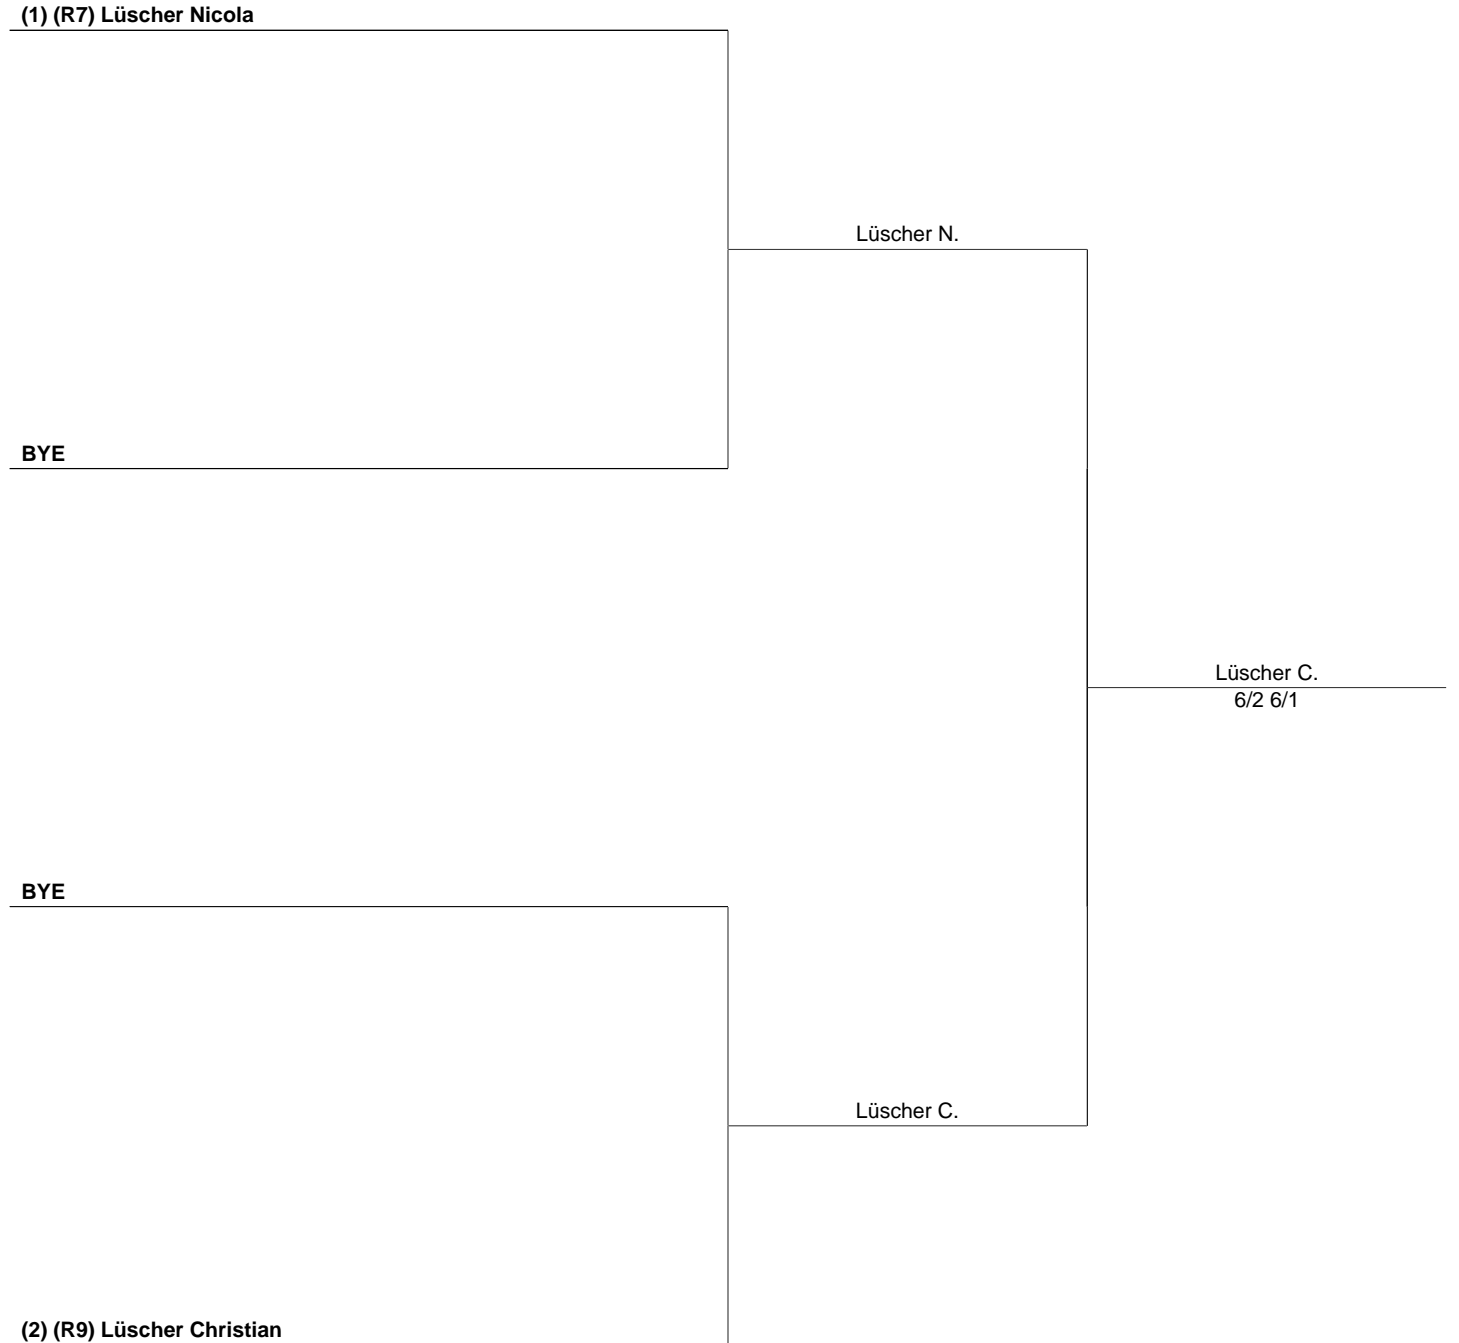 (1) (R7) Lüscher Nicola
Lüscher N.
BYE
Lüscher C.
6/2 6/1
BYE
Lüscher C.
(2) (R9) Lüscher Christian